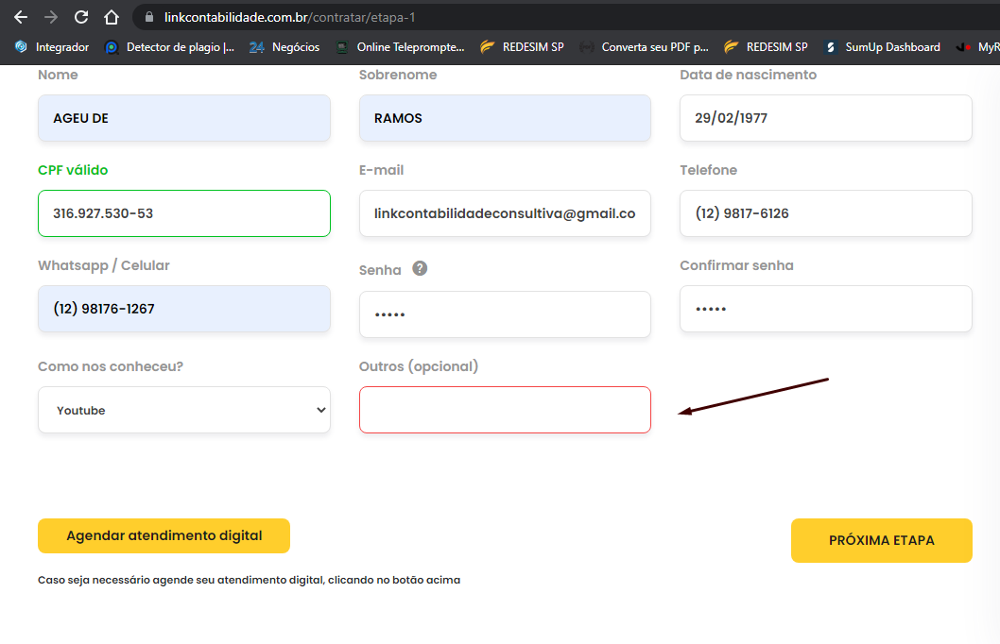 linkcontabilidade.com.br/contratar/etapa-1
Integrador Detector de plagio |... 24 Negócios Online Teleprompte... REDESIM SP Converta seu PDF p... REDESIM SP S SumUp Dashboard MyR
Nome Sobrenome Data de nascimento
AGEU DE RAMOS 29/02/1977
CPF válido E-mail Telefone
316.927.530-53 linkcontabilidadeconsultiva@gmail.co (12) 9817-6126
Whatsapp / Celular Senha ? Confirmar senha
(12) 98176-1267 ••••• •••••
Como nos conheceu? Outros (opcional)
Youtube
Agendar atendimento digital PRÓXIMA ETAPA
Caso seja necessário agende seu atendimento digital, clicando no botão acima